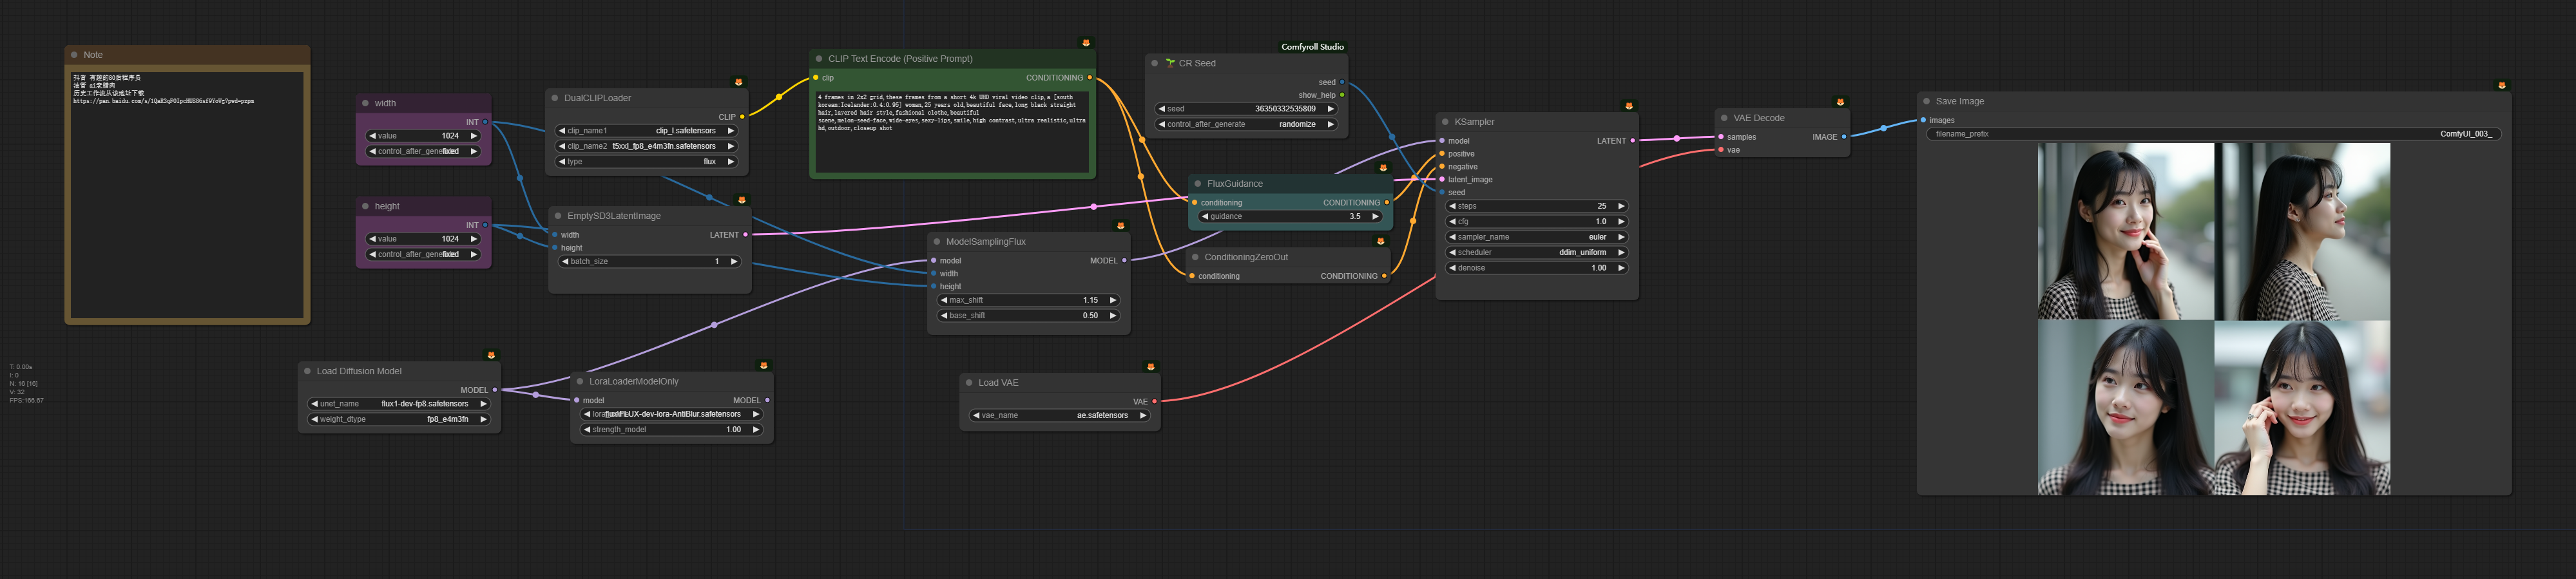 Note
抖音 有趣的80后程序员
油管 ai老腊肉
历史工作流从该地址下载
width
INT
value 1024
control_after_generate fixed
height
INT
value 1024
control_after_generate fixed
DualCLIPLoader
CLIP
clip_name1 clip_l.safetensors
clip_name2 t5xxl_fp8_e4m3fn.safetensors
type flux
EmptySD3LatentImage
width LATENT
height
batch_size 1
CLIP Text Encode (Positive Prompt)
clip CONDITIONING
4 frames in 2x2 grid,these frames from a short 4k UHD viral video clip,a [south
korean:Icelander:0.4:0.95] woman,25 years old,beautiful face,long black straight
hair,layered hair style,fashional clothe,beautiful
scene,melon-seed-face,wide-eyes,sexy-lips,smile,high contrast,ultra realistic,ultra
hd,outdoor,closeup shot
ModelSamplingFlux
model MODEL
width
height
max_shift 1.15
base_shift 0.50
Comfyroll Studio
CR Seed
seed
show_help
seed 36350332535809
control_after_generate randomize
FluxGuidance
conditioning CONDITIONING
guidance 3.5
ConditioningZeroOut
conditioning CONDITIONING
KSampler
model LATENT
positive
negative
latent_image
seed
steps 25
cfg 1.0
sampler_name euler
scheduler ddim_uniform
denoise 1.00
VAE Decode
samples IMAGE
vae
Save Image
images
filename_prefix ComfyUI_003_
T: 0.00s
I: 0
N: 16 [16]
V: 32
FPS:166.67
Load Diffusion Model
MODEL
unet_name flux1-dev-fp8.safetensors
weight_dtype fp8_e4m3fn
LoraLoaderModelOnly
model MODEL
FLUX-dev-lora-AntiBlur.safetensors
strength_model 1.00
Load VAE
VAE
vae_name ae.safetensors